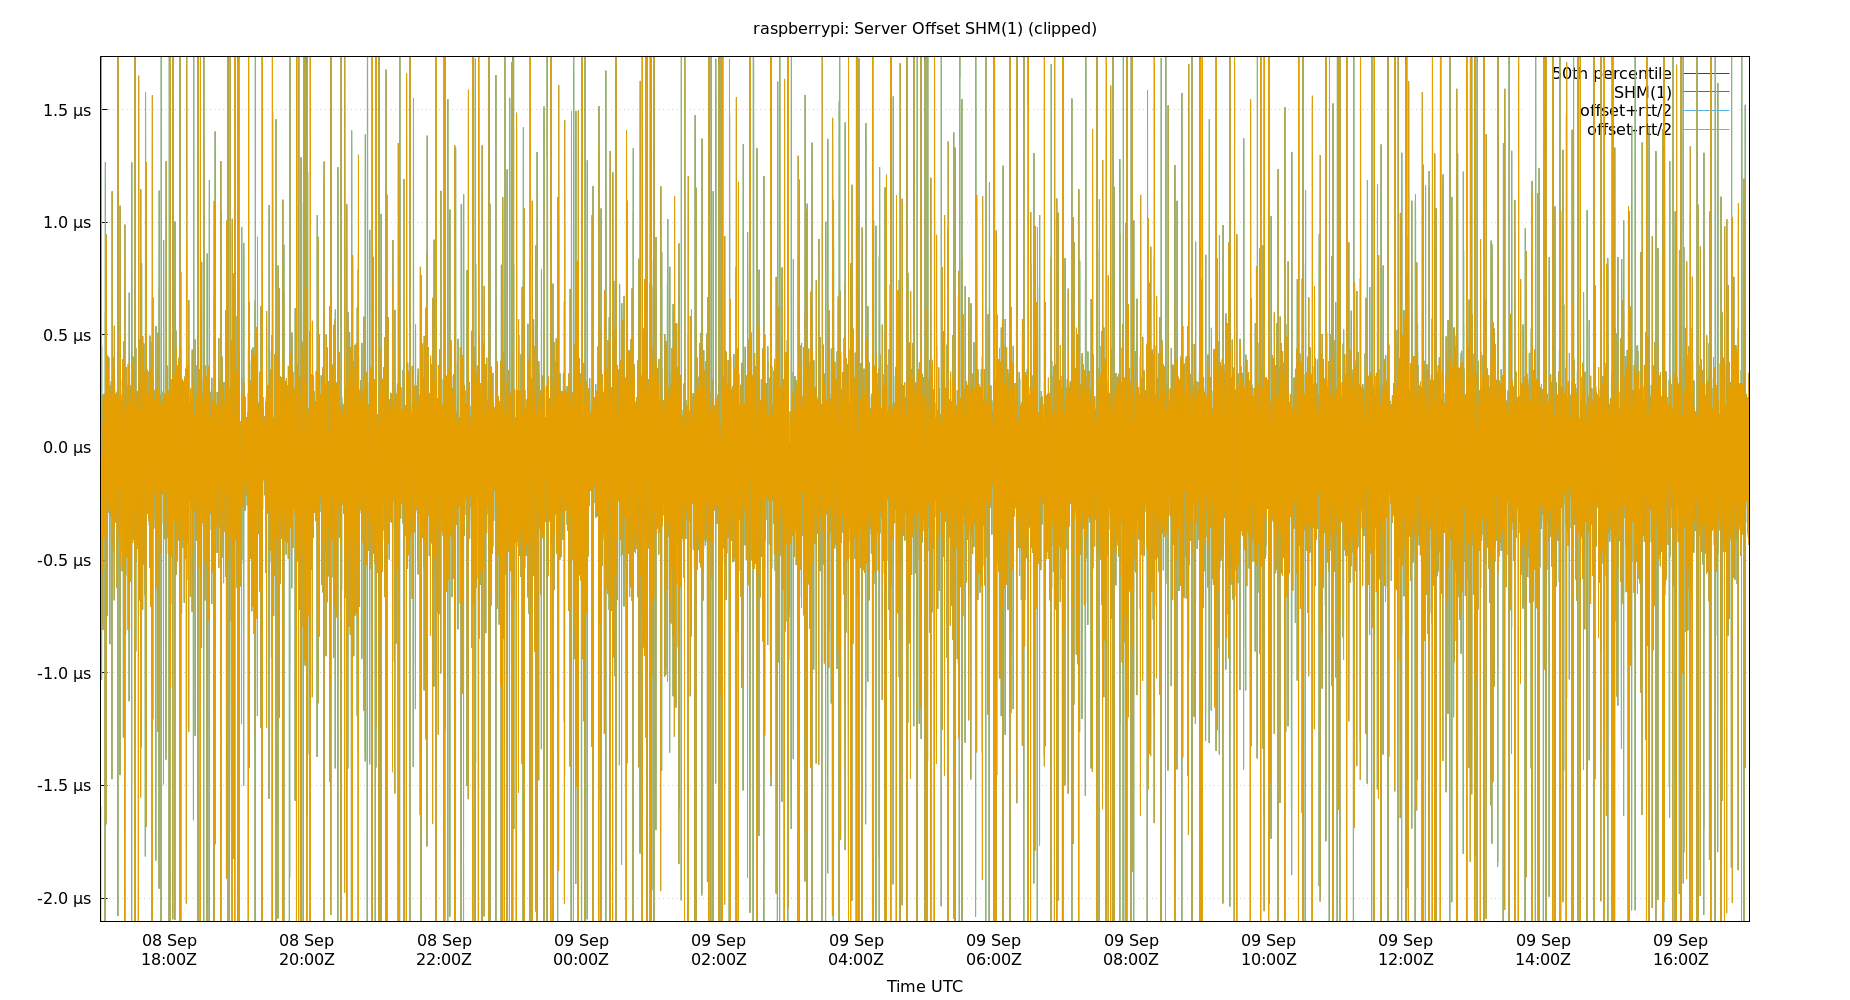 raspberrypi: Server Offset SHM(1) (clipped)
50th percentile
SHM(1)
offset+rtt/2
offset-rtt/2
1.5 µs
1.0 µs
0.5 µs
0.0 µs
-0.5 µs
-1.0 µs
-1.5 µs
-2.0 µs
08 Sep 08 Sep 08 Sep 09 Sep 09 Sep 09 Sep 09 Sep 09 Sep 09 Sep 09 Sep 09 Sep 09 Sep
18:00Z 20:00Z 22:00Z 00:00Z 02:00Z 04:00Z 06:00Z 08:00Z 10:00Z 12:00Z 14:00Z 16:00Z
Time UTC